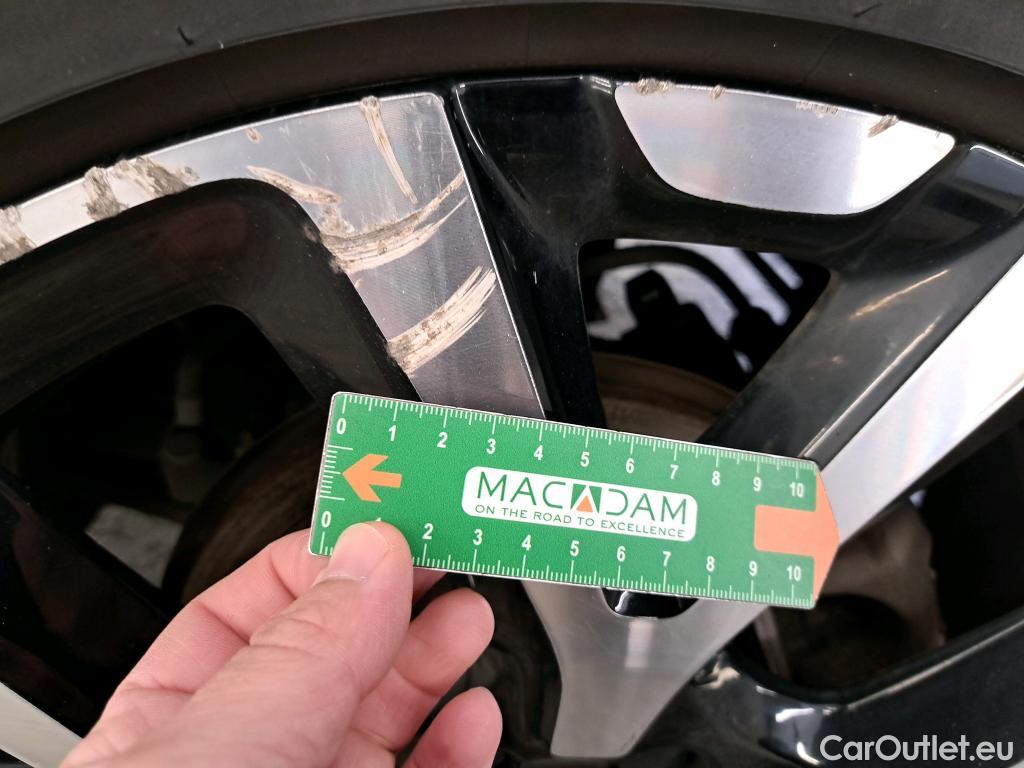 0 1 2 3 4 5 6 7 8 9 10
MACADAM
ON THE ROAD TO EXCELLENCE
0 1 2 3 4 5 6 7 8 9 10
CarOutlet.eu